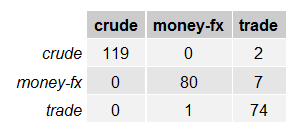 crude money-fx trade
crude 119 0 2
money-fx 0 80 7
trade 0 1 74